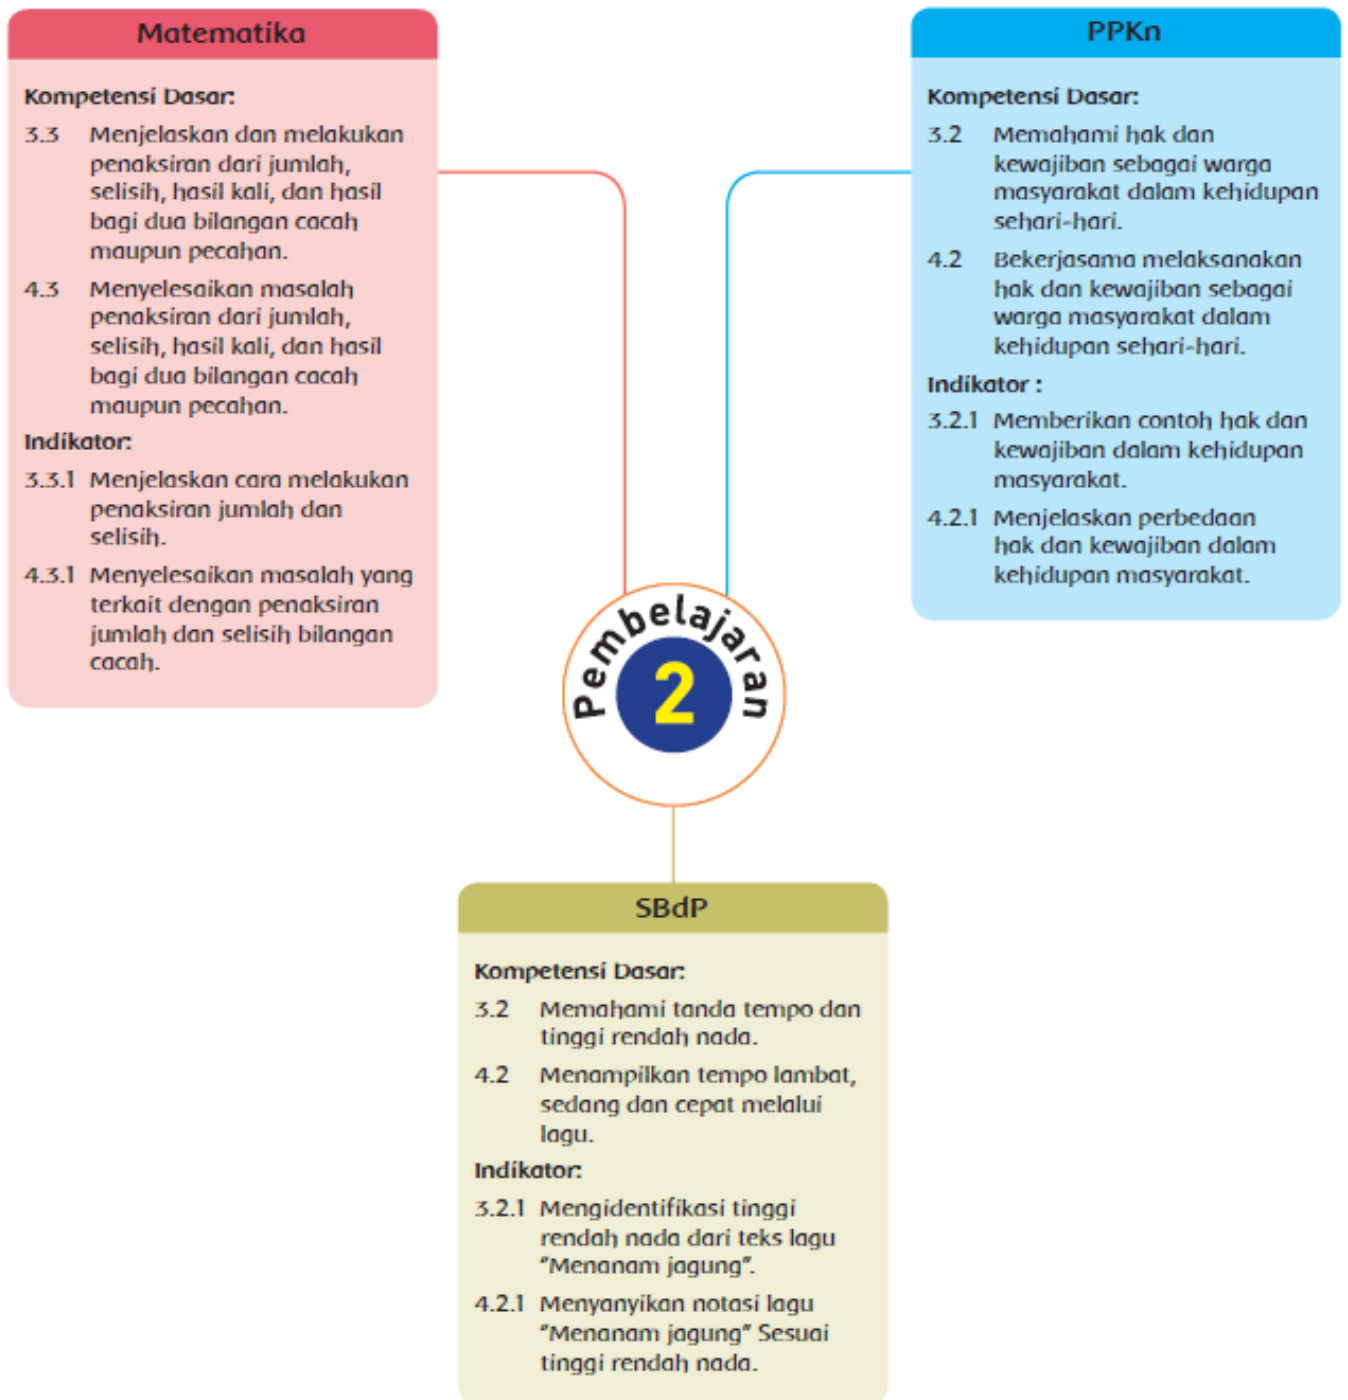 Matematika
Kompetensi Dasar:
3.3 Menjelaskan dan melakukan
penaksiran dari jumlah,
selisih, hasil kali, dan hasil
bagi dua bilangan cacah
maupun pecahan.
4.3 Menyelesaikan masalah
penaksiran dari jumlah,
selisih, hasil kali, dan hasil
bagi dua bilangan cacah
maupun pecahan.
Indikator:
3.3.1 Menjelaskan cara melakukan
penaksiran jumlah dan
selisih.
4.3.1 Menyelesaikan masalah yang
terkait dengan penaksiran
jumlah dan selisih bilangan
cacah.
PPKn
Kompetensi Dasar:
3.2 Memahami hak dan
kewajiban sebagai warga
masyarakat dalam kehidupan
sehari-hari.
4.2 Bekerjasama melaksanakan
hak dan kewajiban sebagai
warga masyarakat dalam
kehidupan sehari-hari.
Indikator :
3.2.1 Memberikan contoh hak dan
kewajiban dalam kehidupan
masyarakat.
4.2.1 Menjelaskan perbedaan
hak dan kewajiban dalam
kehidupan masyarakat.
Pembelajaran
2
SBdP
Kompetensi Dasar:
3.2 Memahami tanda tempo dan
tinggi rendah nada.
4.2 Menampilkan tempo lambat,
sedang dan cepat melalui
lagu.
Indikator:
3.2.1 Mengidentifikasi tinggi
rendah nada dari teks lagu
"Menanam jagung".
4.2.1 Menyanyikan notasi lagu
"Menanam jagung" Sesuai
tinggi rendah nada.